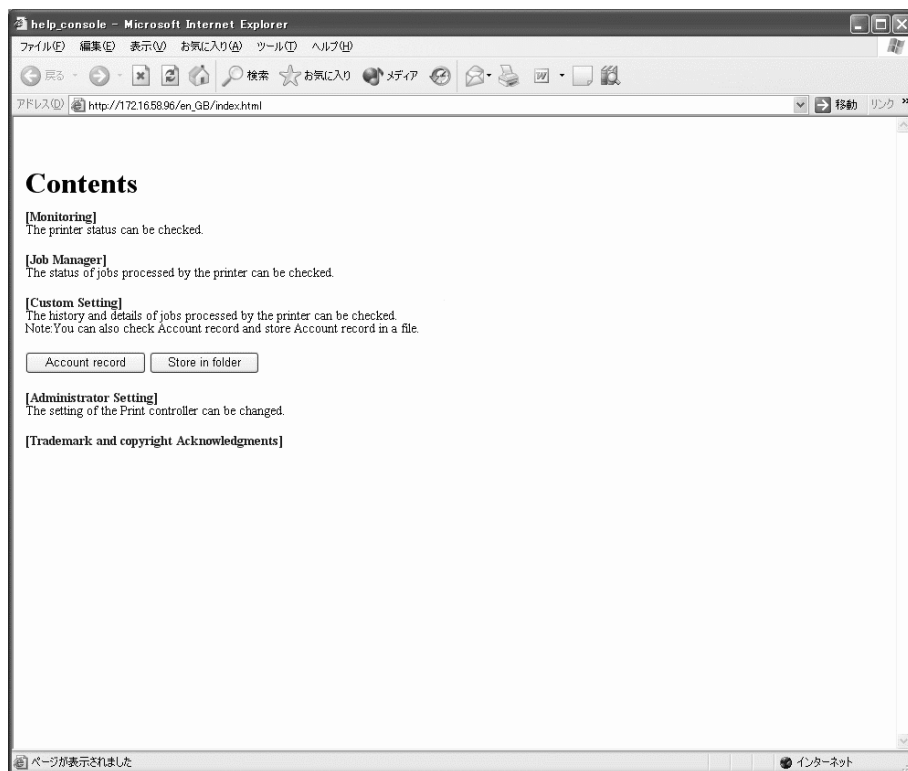 help_console - Microsoft Internet Explorer
ファイル(F) 編集(E) 表示(V) お気に入り(A) ツール(T) ヘルプ(H)
戻る 検索 お気に入り メディア
アドレス(D) http://172.16.58.96/en_GB/index.html 移動 リンク »
Contents
[Monitoring]
The printer status can be checked.
[Job Manager]
The status of jobs processed by the printer can be checked.
[Custom Setting]
The history and details of jobs processed by the printer can be checked.
Note:You can also check Account record and store Account record in a file.
Account record Store in folder
[Administrator Setting]
The setting of the Print controller can be changed.
[Trademark and copyright Acknowledgments]
ページが表示されました インターネット